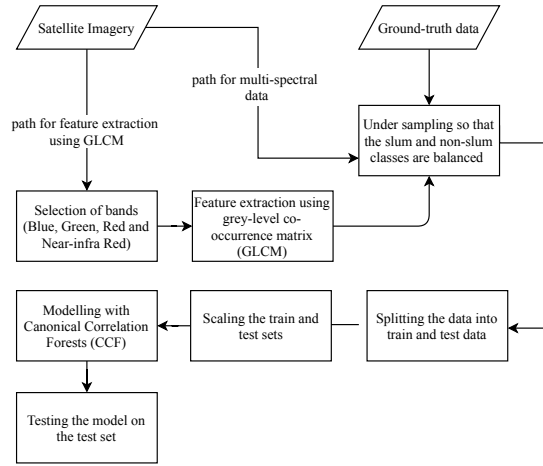 Satellite Imagery
Ground-truth data
path for multi-spectral
data
path for feature extraction
using GLCM
Under sampling so that
the slum and non-slum
classes are balanced
Selection of bands
(Blue, Green, Red and
Near-infra Red)
Feature extraction using
grey-level co-
occurrence matrix
(GLCM)
Modelling with
Canonical Correlation
Forests (CCF)
Scaling the train and
test sets
Splitting the data into
train and test data
Testing the model on
the test set